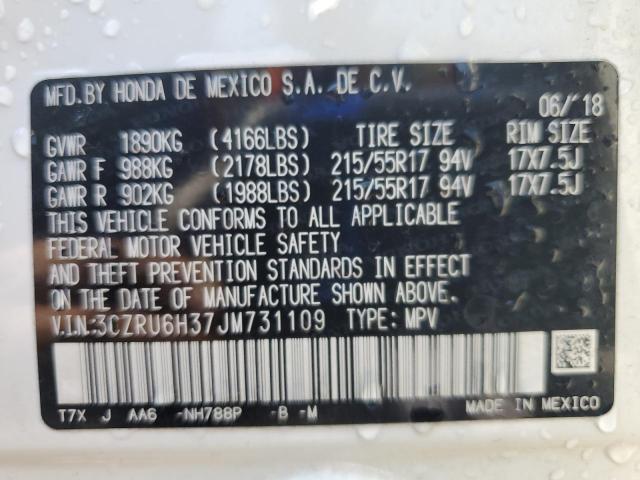 MFD. BY HONDA DE MEXICO S.A. DE C.V.
06/'18
GVWR 1890KG (4166LBS) TIRE SIZE RIM SIZE
GAWR F 988KG (2178LBS) 215/55R17 94V 17X7.5J
GAWR R 902KG (1988LBS) 215/55R17 94V 17X7.5J
THIS VEHICLE CONFORMS TO ALL APPLICABLE
FEDERAL MOTOR VEHICLE SAFETY
AND THEFT PREVENTION STANDARDS IN EFFECT
ON THE DATE OF MANUFACTURE SHOWN ABOVE.
V.I.N.:3CZRU6H37JM731109 TYPE: MPV
T7X J AA6 -NH788P -B -M MADE IN MEXICO